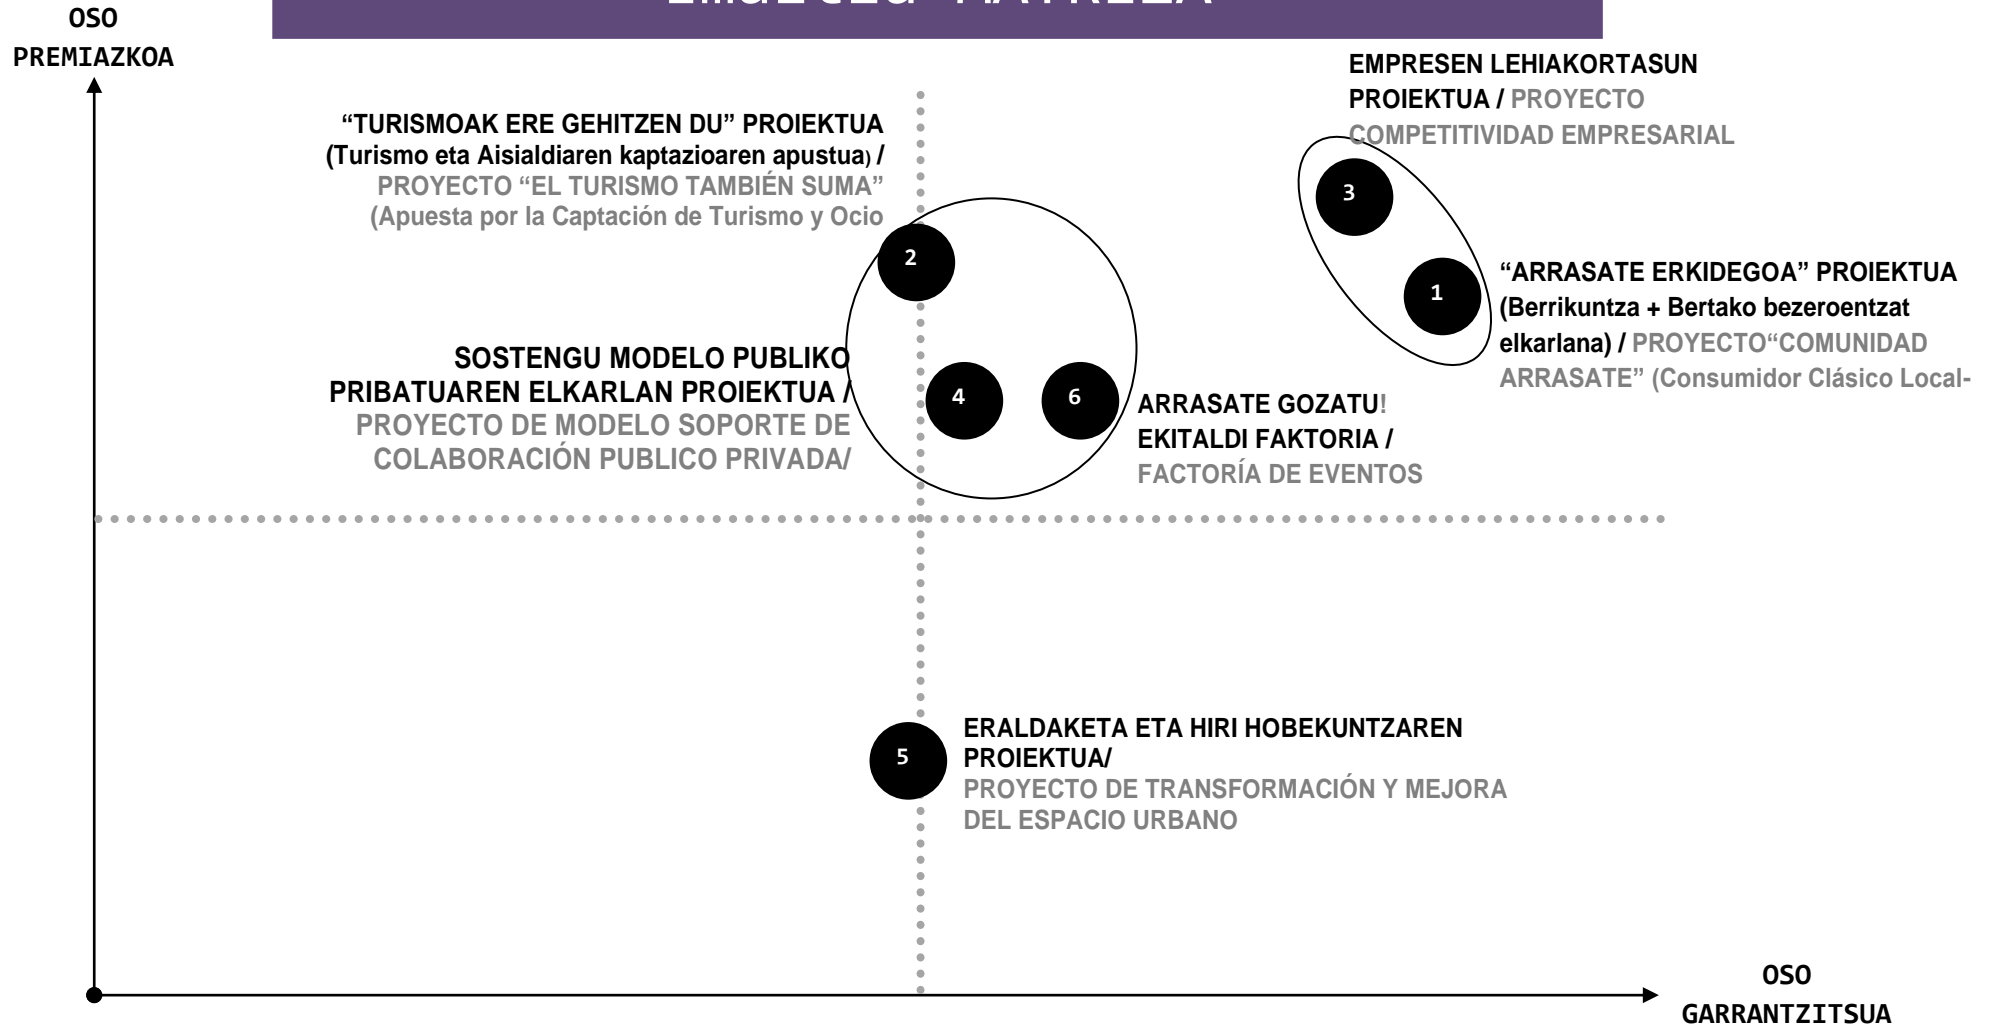 MATRIZEA
OSO
PREMIAZKOA
EMPRESEN LEHIAKORTASUN
PROIEKTUA / PROYECTO
COMPETITIVIDAD EMPRESARIAL
“TURISMOAK ERE GEHITZEN DU” PROIEKTUA
(Turismo eta Aisialdiaren kaptazioaren apustua) /
PROYECTO “EL TURISMO TAMBIÉN SUMA”
(Apuesta por la Captación de Turismo y Ocio
3
2
1
“ARRASATE ERKIDEGOA” PROIEKTUA
(Berrikuntza + Bertako bezeroentzat
elkarlana) / PROYECTO“COMUNIDAD
ARRASATE” (Consumidor Clásico Local-
SOSTENGU MODELO PUBLIKO
PRIBATUAREN ELKARLAN PROIEKTUA /
PROYECTO DE MODELO SOPORTE DE
COLABORACIÓN PUBLICO PRIVADA/
4
6
ARRASATE GOZATU!
EKITALDI FAKTORIA /
FACTORÍA DE EVENTOS
5
ERALDAKETA ETA HIRI HOBEKUNTZAREN
PROIEKTUA/
PROYECTO DE TRANSFORMACIÓN Y MEJORA
DEL ESPACIO URBANO
OSO
GARRANTZITSUA